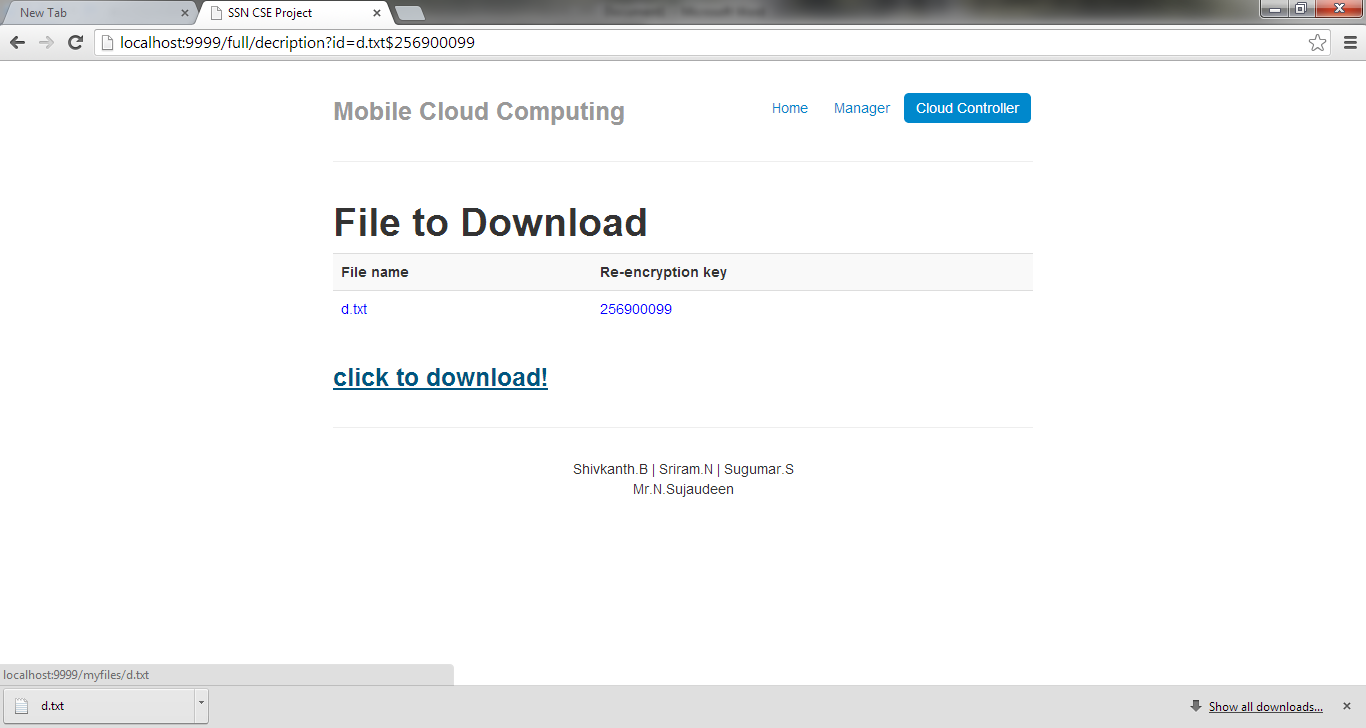 New Tab
SSN CSE Project
localhost:9999/full/decription?id=d.txt$256900099
Mobile Cloud Computing
Home Manager Cloud Controller
File to Download
File name Re-encryption key
d.txt 256900099
click to download!
Shivkanth.B | Sriram.N | Sugumar.S
Mr.N.Sujaudeen
localhost:9999/myfiles/d.txt
d.txt
Show all downloads...